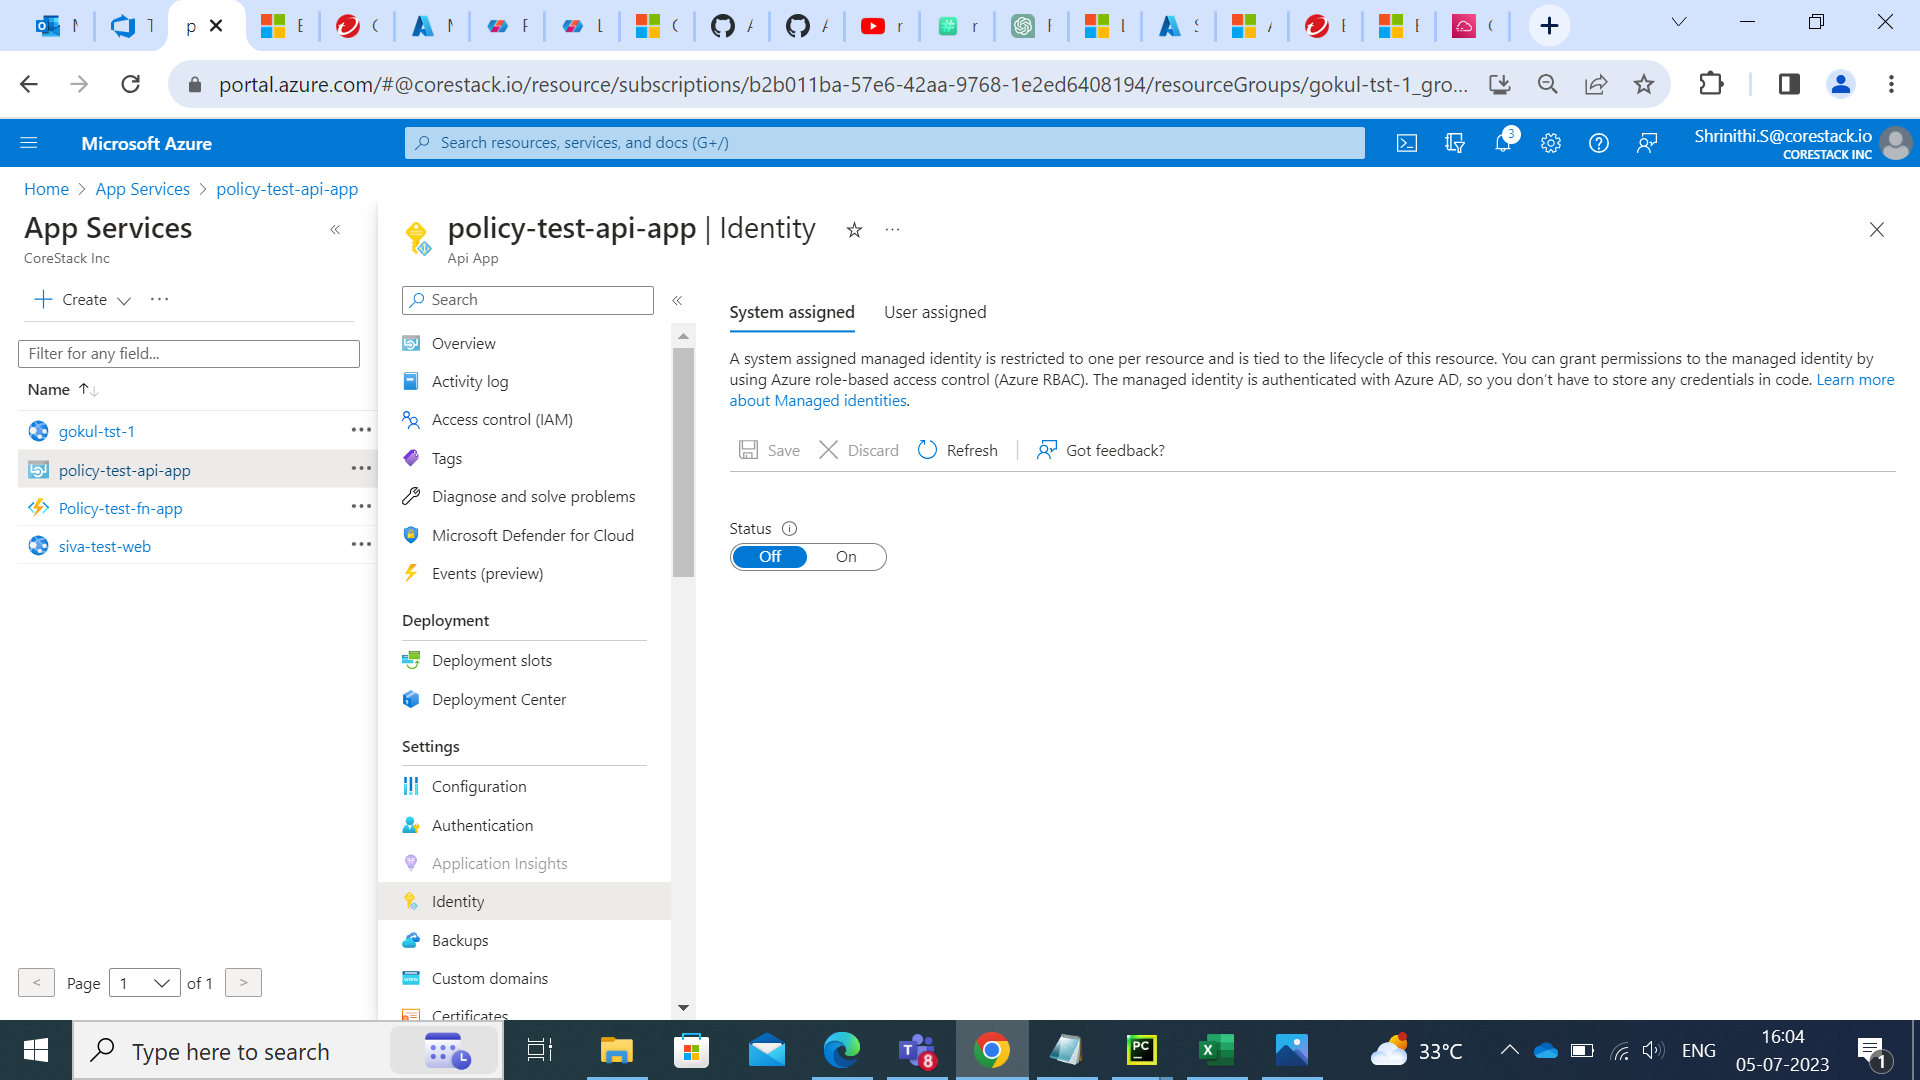 portal.azure.com/#@corestack.io/resource/subscriptions/b2b011ba-57e6-42aa-9768-1e2ed6408194/resourceGroups/gokul-tst-1_gro...
Microsoft Azure
Search resources, services, and docs (G+/)
3
Shrinithi.S@corestack.io
CORESTACK INC
Home > App Services > policy-test-api-app
App Services
CoreStack Inc
Create
Filter for any field...
Name
gokul-tst-1
policy-test-api-app
Policy-test-fn-app
siva-test-web
< Page 1 of 1 >
policy-test-api-app | Identity
Api App
Search
Overview
Activity log
Access control (IAM)
Tags
Diagnose and solve problems
Microsoft Defender for Cloud
Events (preview)
Deployment
Deployment slots
Deployment Center
Settings
Configuration
Authentication
Application Insights
Identity
Backups
Custom domains
Certificates
System assigned User assigned
A system assigned managed identity is restricted to one per resource and is tied to the lifecycle of this resource. You can grant permissions to the managed identity by
using Azure role-based access control (Azure RBAC). The managed identity is authenticated with Azure AD, so you don't have to store any credentials in code. Learn more
about Managed identities.
Save Discard Refresh Got feedback?
Status
Off On
Type here to search
8
PC
33°C
ENG
16:04
05-07-2023
1